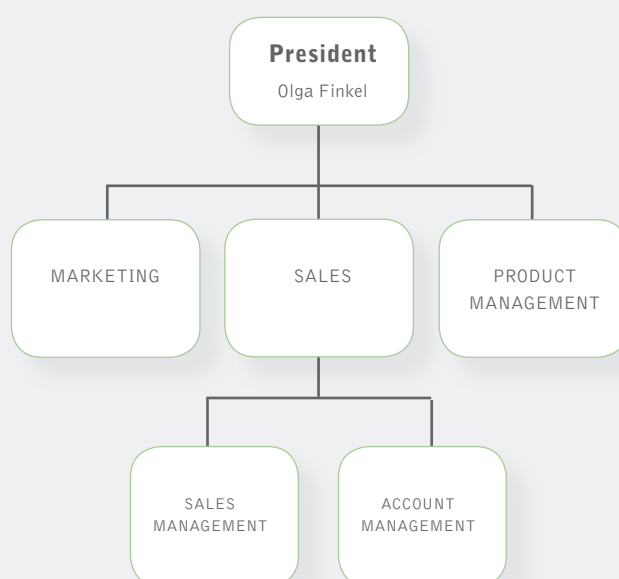 President
Olga Finkel
MARKETING
SALES
PRODUCT
MANAGEMENT
SALES
MANAGEMENT
ACCOUNT
MANAGEMENT